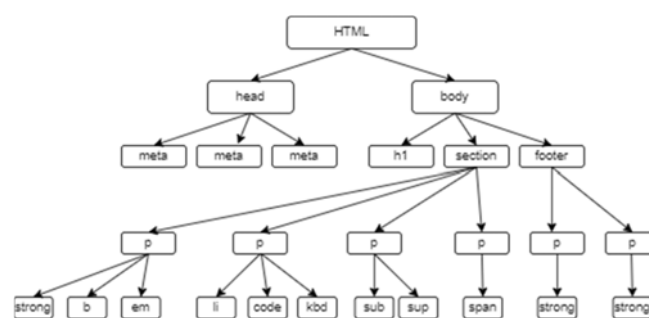 HTML
head body
meta meta meta h1 section footer
p p p p p p
strong b em li code kbd sub sup span strong strong